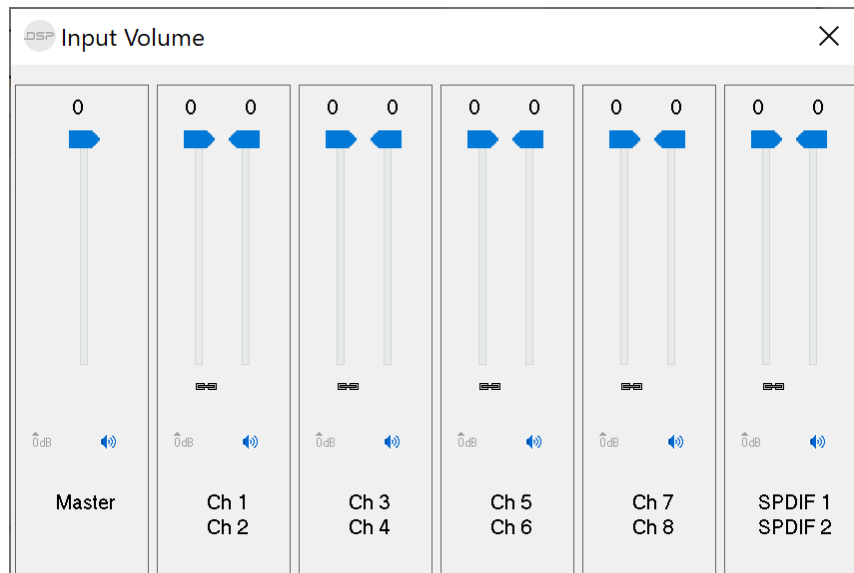 DSP Input Volume
0 0 0 0 0 0 0 0 0 0 0
0dB 0dB 0dB 0dB 0dB 0dB
Master Ch 1 Ch 3 Ch 5 Ch 7 SPDIF 1
Ch 2 Ch 4 Ch 6 Ch 8 SPDIF 2